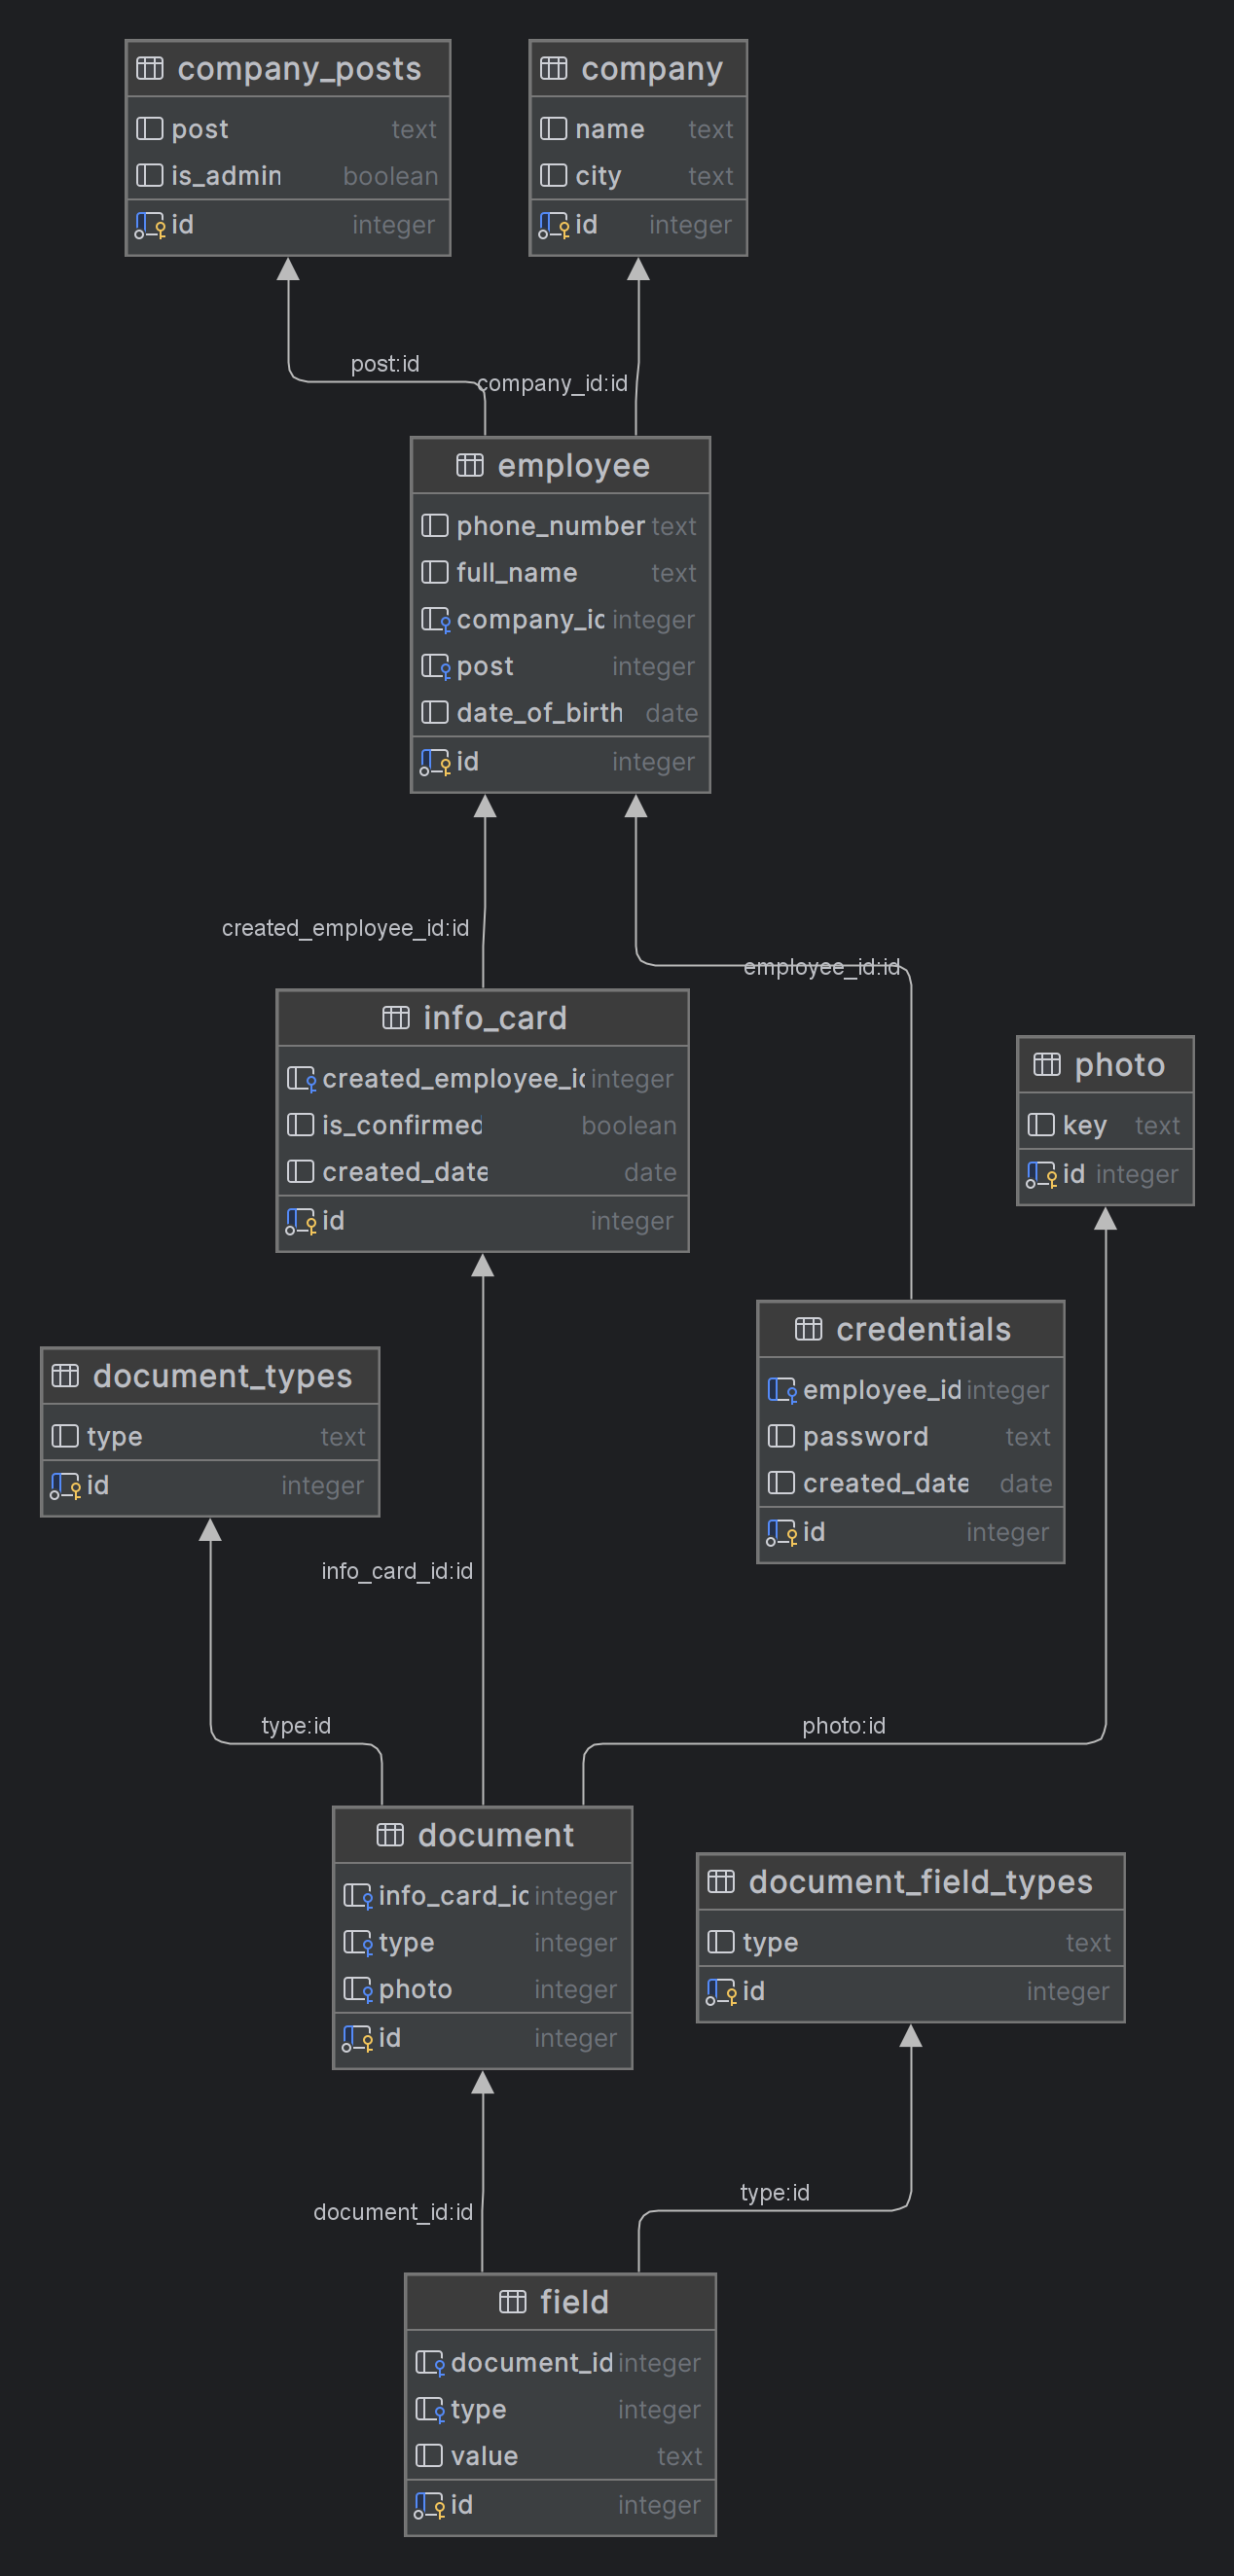 company_posts
post text
is_admin boolean
id integer
company
name text
city text
id integer
post:id
company_id:id
employee
phone_number text
full_name text
company_ic integer
post integer
date_of_birth date
id integer
created_employee_id:id
employee_id:id
info_card
created_employee_ic integer
is_confirmed boolean
created_date date
id integer
photo
key text
id integer
credentials
employee_id integer
password text
created_date date
id integer
document_types
type text
id integer
info_card_id:id
type:id
photo:id
document
info_card_ic integer
type integer
photo integer
id integer
document_field_types
type text
id integer
document_id:id
type:id
field
document_id integer
type integer
value text
id integer